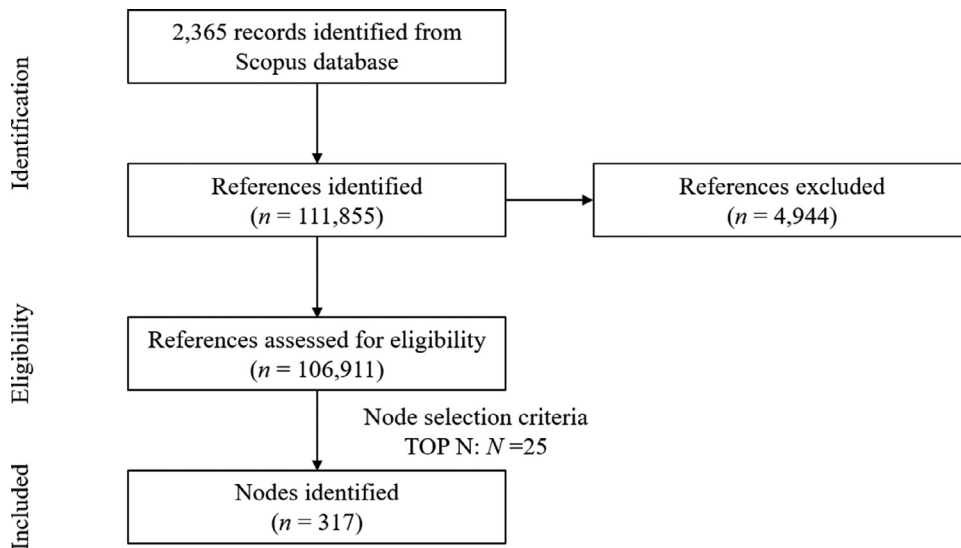 Identification
2,365 records identified from
Scopus database
References identified
(n = 111,855)
References excluded
(n = 4,944)
Eligibility
References assessed for eligibility
(n = 106,911)
Node selection criteria
TOP N: N =25
Included
Nodes identified
(n = 317)